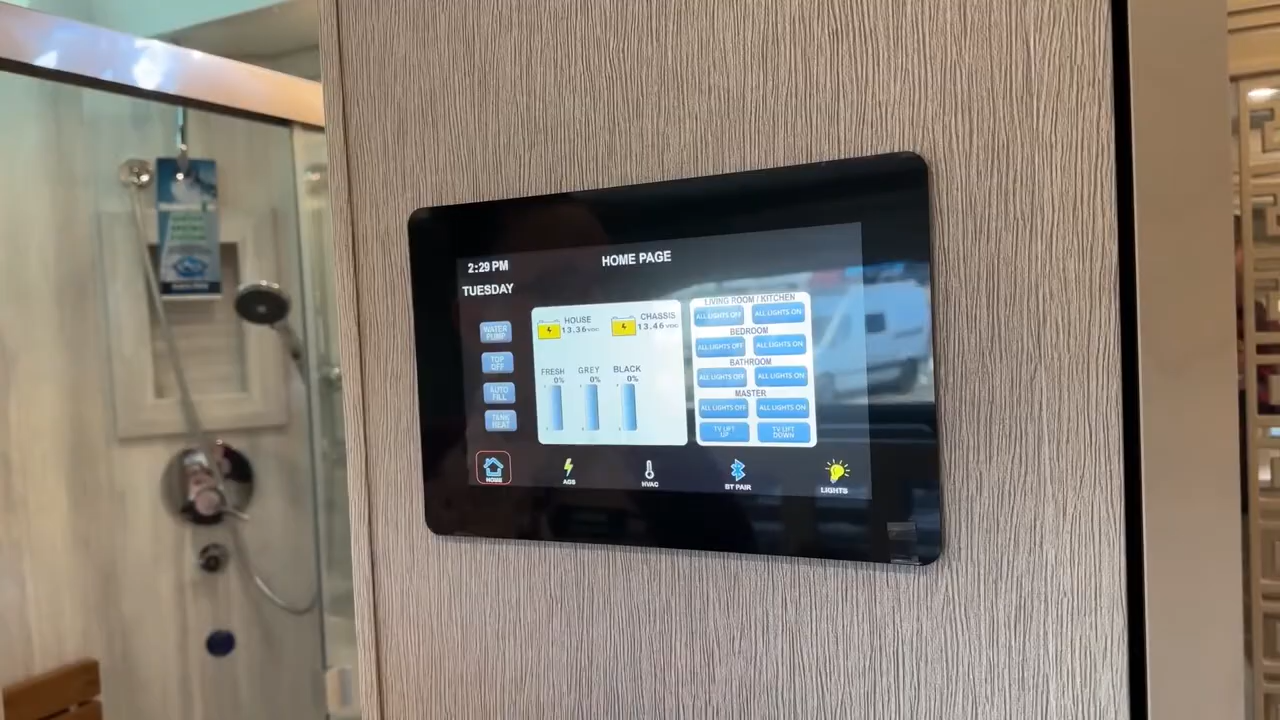 2:29 PM
HOME PAGE
TUESDAY
WATER PUMP
TOP OFF
AUTO FILL
TANK HEAT
HOUSE
13.36 VDC
CHASSIS
13.46 VDC
FRESH
0%
GREY
0%
BLACK
0%
LIVING ROOM / KITCHEN
ALL LIGHTS OFF
ALL LIGHTS ON
BEDROOM
ALL LIGHTS OFF
ALL LIGHTS ON
BATHROOM
ALL LIGHTS OFF
ALL LIGHTS ON
MASTER
ALL LIGHTS OFF
ALL LIGHTS ON
TV LIFT UP
TV LIFT DOWN
HOME
AGS
HVAC
BT PAIR
LIGHTS